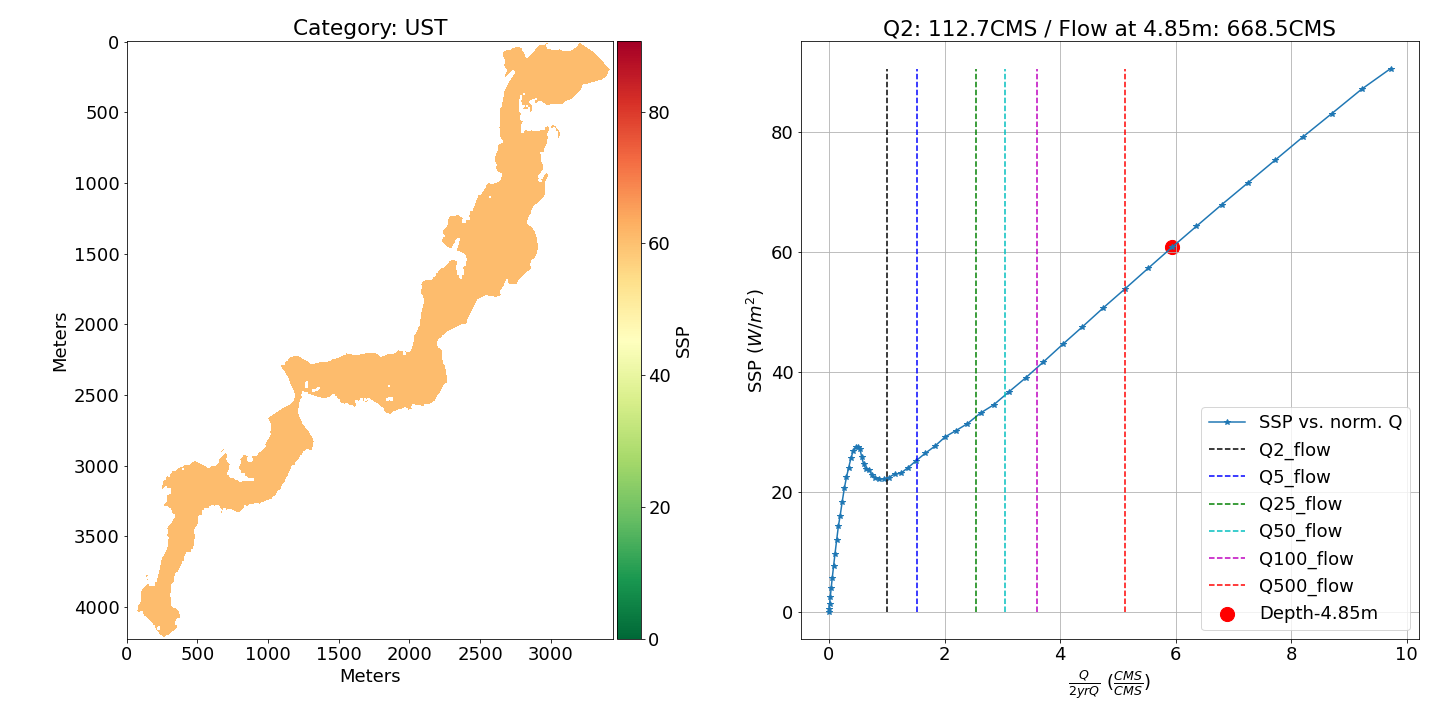 Category: UST
0
500
1000
1500
2000
2500
3000
3500
4000
Meters
0
500
1000
1500
2000
2500
3000
Meters
80
60
40
20
0
SSP
Q2: 112.7CMS / Flow at 4.85m: 668.5CMS
80
60
40
20
0
SSP (W/m²)
0
2
4
6
8
10
Q/2yrQ (CMS/CMS)
SSP vs. norm. Q
Q2_flow
Q5_flow
Q25_flow
Q50_flow
Q100_flow
Q500_flow
Depth-4.85m